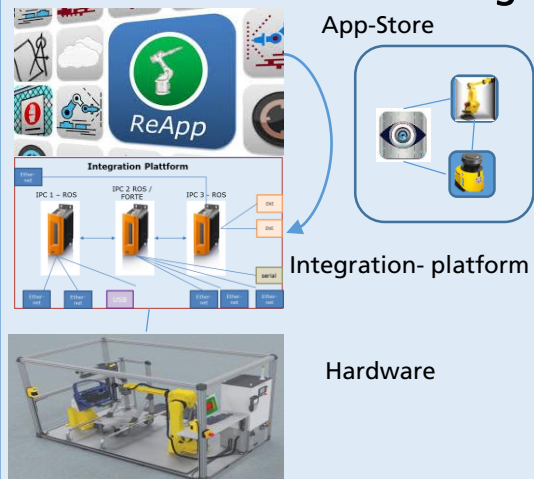 App-Store
ReApp
Integration Plattform
Ether-
net
IPC 1 – ROS
IPC 2 ROS /
FORTE
IPC 3 - ROS
serial
Integration- platform
Ether-
net
Ether-
net
USB
Ether-
net
Ether-
net
Ether-
net
Hardware